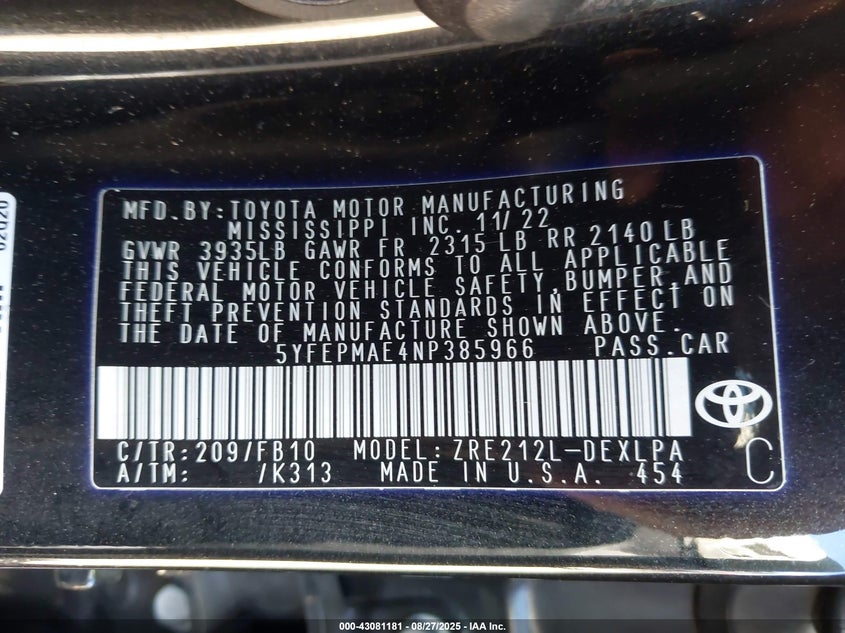 MFD.BY:TOYOTA MOTOR MANUFACTURING
MISSISSIPPI INC. 11/22
GVWR 3935LB GAWR FR 2315 LB RR 2140 LB
THIS VEHICLE CONFORMS TO ALL APPLICABLE
FEDERAL MOTOR VEHICLE SAFETY,BUMPER,AND
THEFT PREVENTION STANDARDS IN EFFECT ON
THE DATE OF MANUFACTURE SHOWN ABOVE.
5YFEPMAE4NP385966 PASS.CAR
C/TR:209/FB10 MODEL:ZRE212L-DEXLPA
A/TM: /K313 MADE IN U.S.A. 454
C
000-43081181 | 08/27/2025 | IAA Inc.